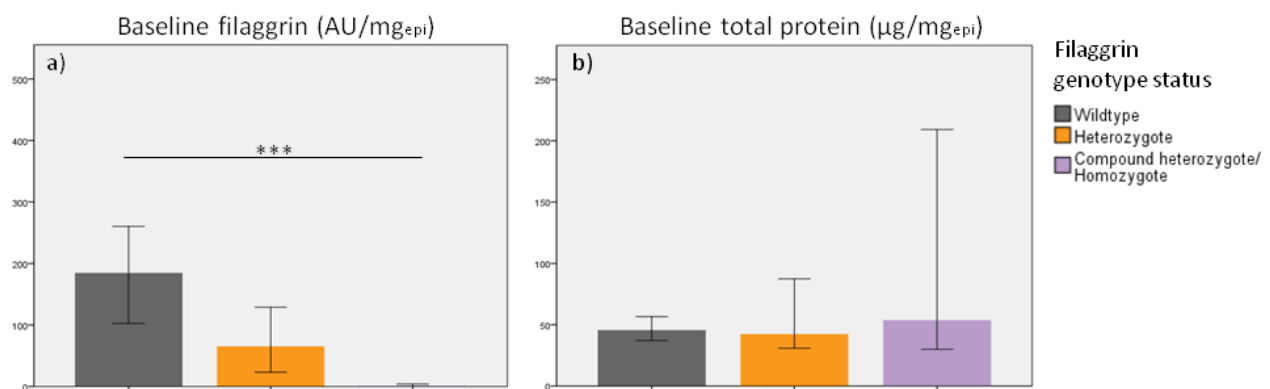 Baseline filaggrin (AU/mgepi)
a)
500
400
300
200
100
0
***
Baseline total protein (µg/mgepi)
b)
250
200
150
100
50
0
Filaggrin
genotype status
Wildtype
Heterozygote
Compound heterozygote/
Homozygote